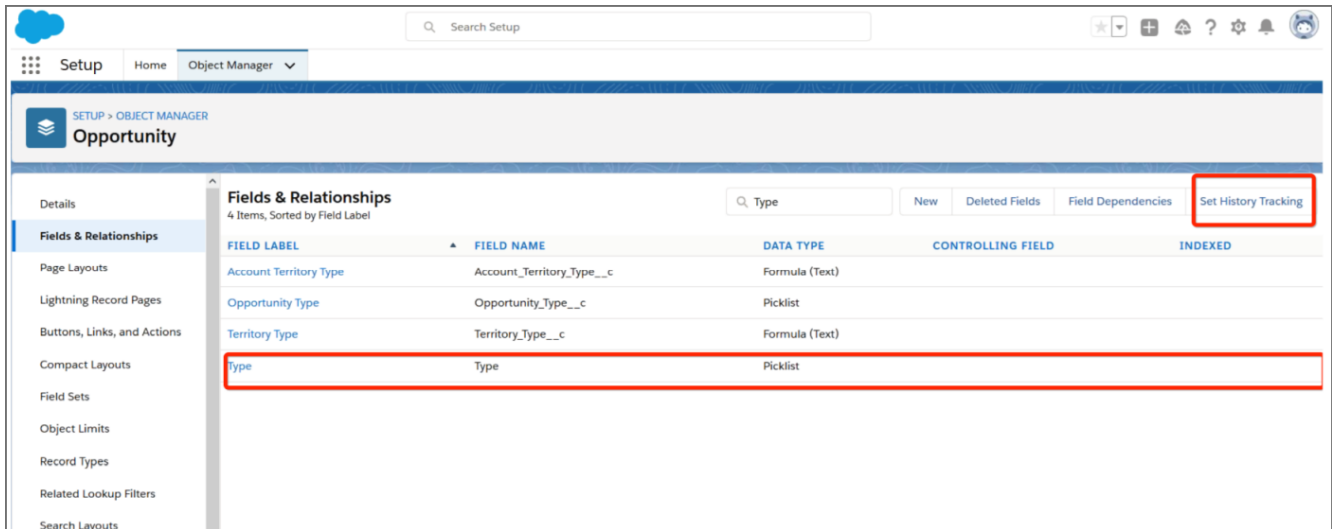 Search Setup
Setup Home Object Manager
SETUP > OBJECT MANAGER
Opportunity
Details
Fields & Relationships
Page Layouts
Lightning Record Pages
Buttons, Links, and Actions
Compact Layouts
Field Sets
Object Limits
Record Types
Related Lookup Filters
Search Layouts
Fields & Relationships
4 Items, Sorted by Field Label
Type
New Deleted Fields Field Dependencies Set History Tracking
FIELD LABEL FIELD NAME DATA TYPE CONTROLLING FIELD INDEXED
Account Territory Type Account_Territory_Type__c Formula (Text)
Opportunity Type Opportunity_Type__c Picklist
Territory Type Territory_Type__c Formula (Text)
Type Type Picklist